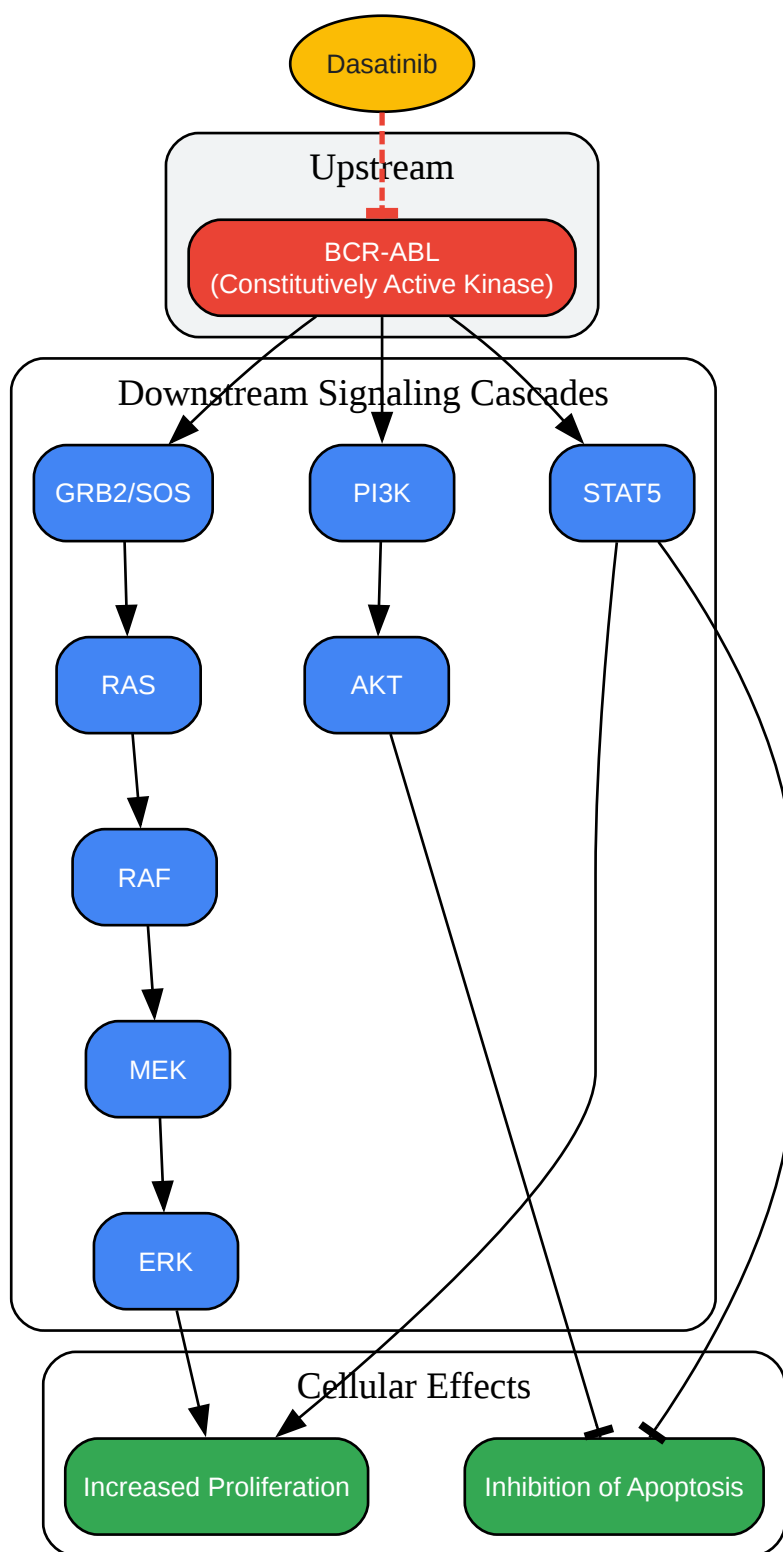 Dasatinib
Upstream
BCR-ABL
(Constitutively Active Kinase)
Downstream Signaling Cascades
GRB2/SOS
PI3K
STAT5
RAS
AKT
RAF
MEK
ERK
Cellular Effects
Increased Proliferation
Inhibition of Apoptosis